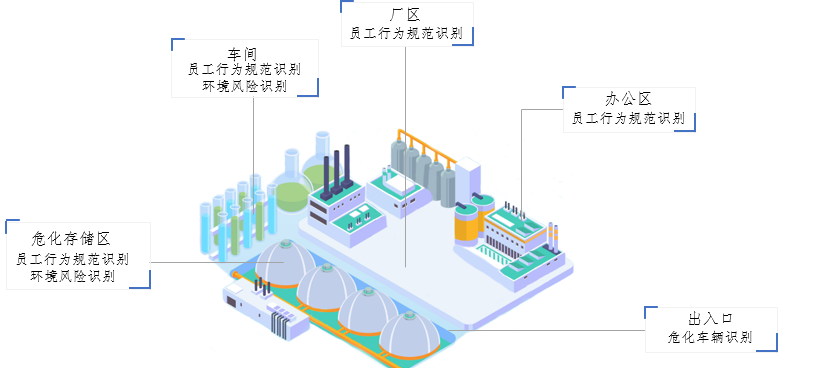 厂区
员工行为规范识别
车间
员工行为规范识别
环境风险识别
办公区
员工行为规范识别
危化存储区
员工行为规范识别
环境风险识别
出入口
危化车辆识别